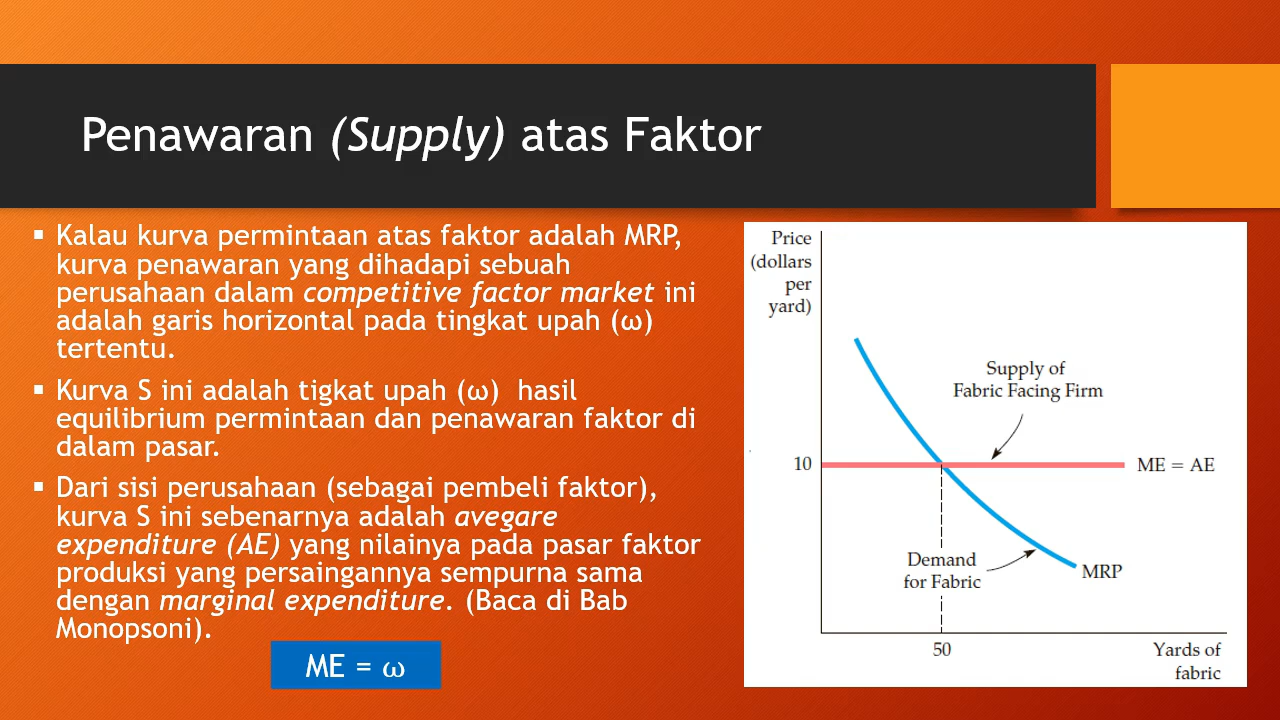 Penawaran (Supply) atas Faktor
▪ Kalau kurva permintaan atas faktor adalah MRP,
kurva penawaran yang dihadapi sebuah
perusahaan dalam competitive factor market ini
adalah garis horizontal pada tingkat upah (ω)
tertentu.
▪ Kurva S ini adalah tigkat upah (ω) hasil
equilibrium permintaan dan penawaran faktor di
dalam pasar.
▪ Dari sisi perusahaan (sebagai pembeli faktor),
kurva S ini sebenarnya adalah avegare
expenditure (AE) yang nilainya pada pasar faktor
produksi yang persaingannya sempurna sama
dengan marginal expenditure. (Baca di Bab
Monopsoni).
ME = ω
Price
(dollars
per
yard)
Supply of
Fabric Facing Firm
10
ME = AE
Demand
for Fabric
MRP
50
Yards of
fabric